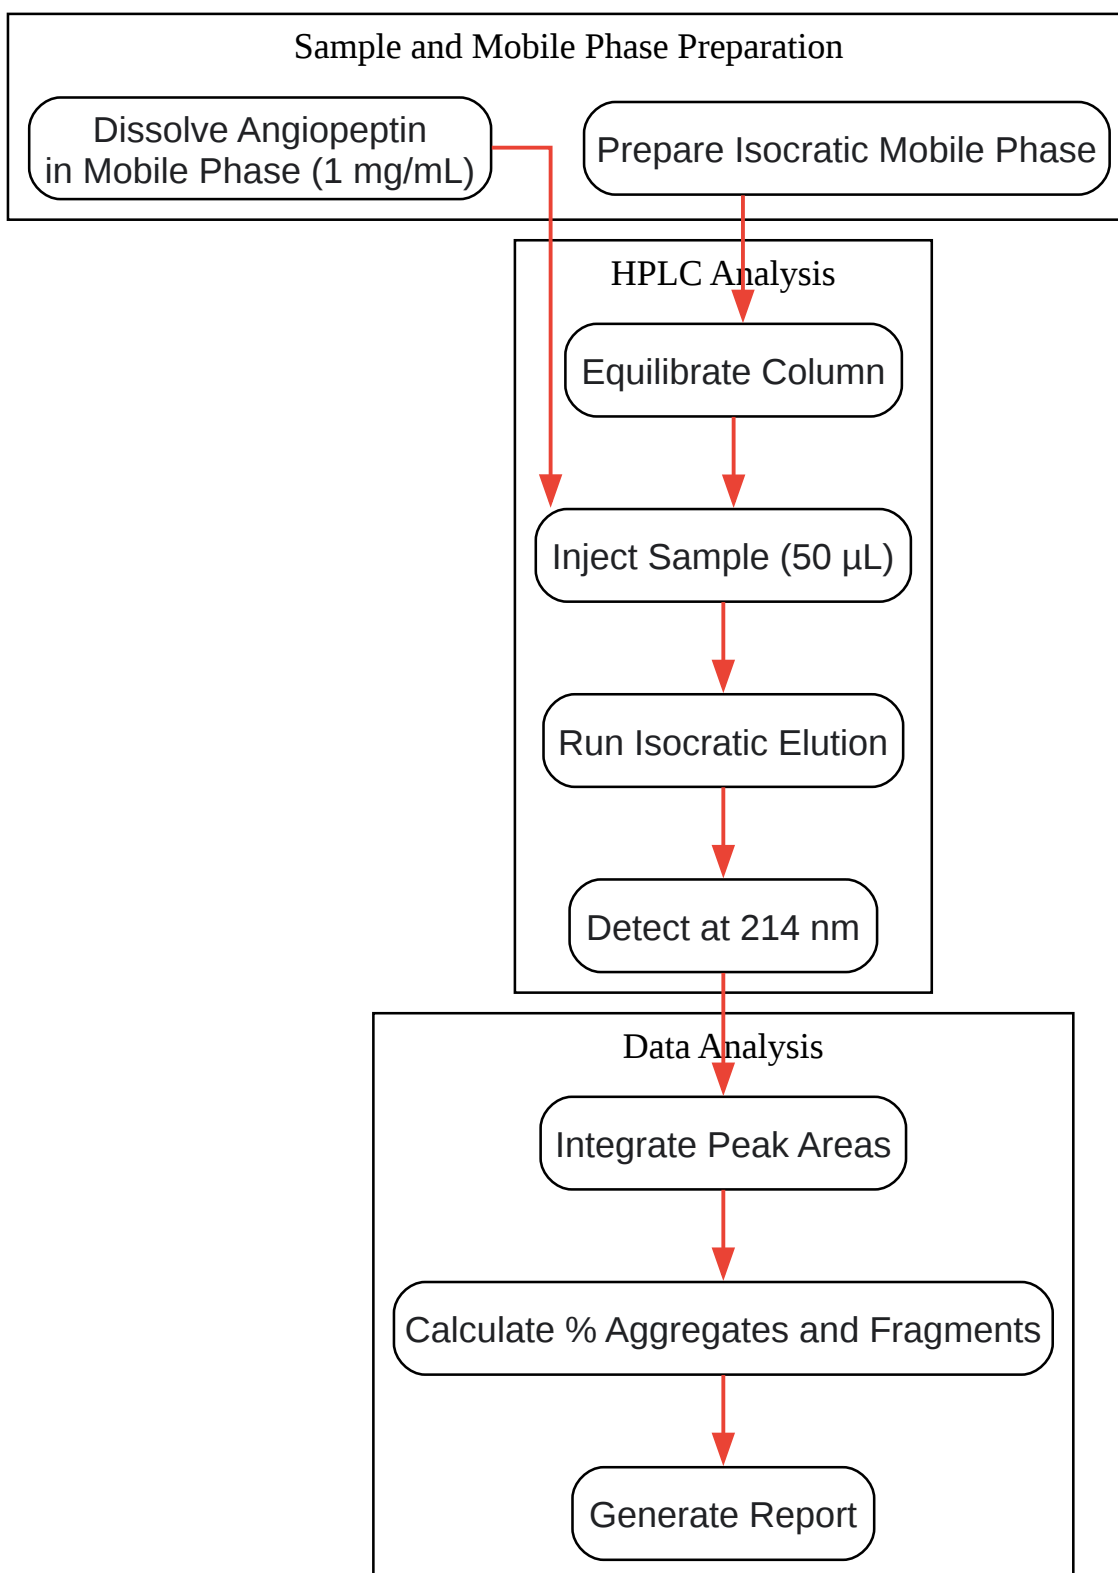 Sample and Mobile Phase Preparation
Dissolve Angiopeptin
in Mobile Phase (1 mg/mL)
Prepare Isocratic Mobile Phase
HPLC Analysis
Equilibrate Column
Inject Sample (50 µL)
Run Isocratic Elution
Detect at 214 nm
Data Analysis
Integrate Peak Areas
Calculate % Aggregates and Fragments
Generate Report